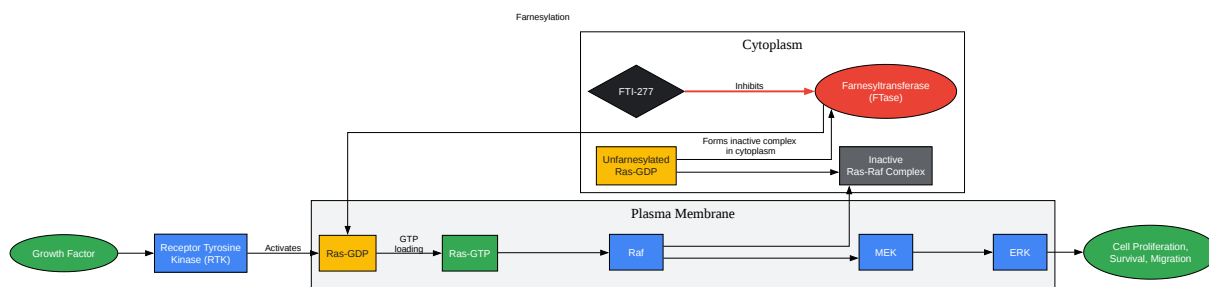 Farnesylation
Cytoplasm
FTI-277
Inhibits
Farnesyltransferase
(FTase)
Forms inactive complex
in cytoplasm
Unfarnesylated
Ras-GDP
Inactive
Ras-Raf Complex
Plasma Membrane
Growth Factor
Receptor Tyrosine
Kinase (RTK)
Activates
Ras-GDP
GTP
loading
Ras-GTP
Raf
MEK
ERK
Cell Proliferation,
Survival, Migration